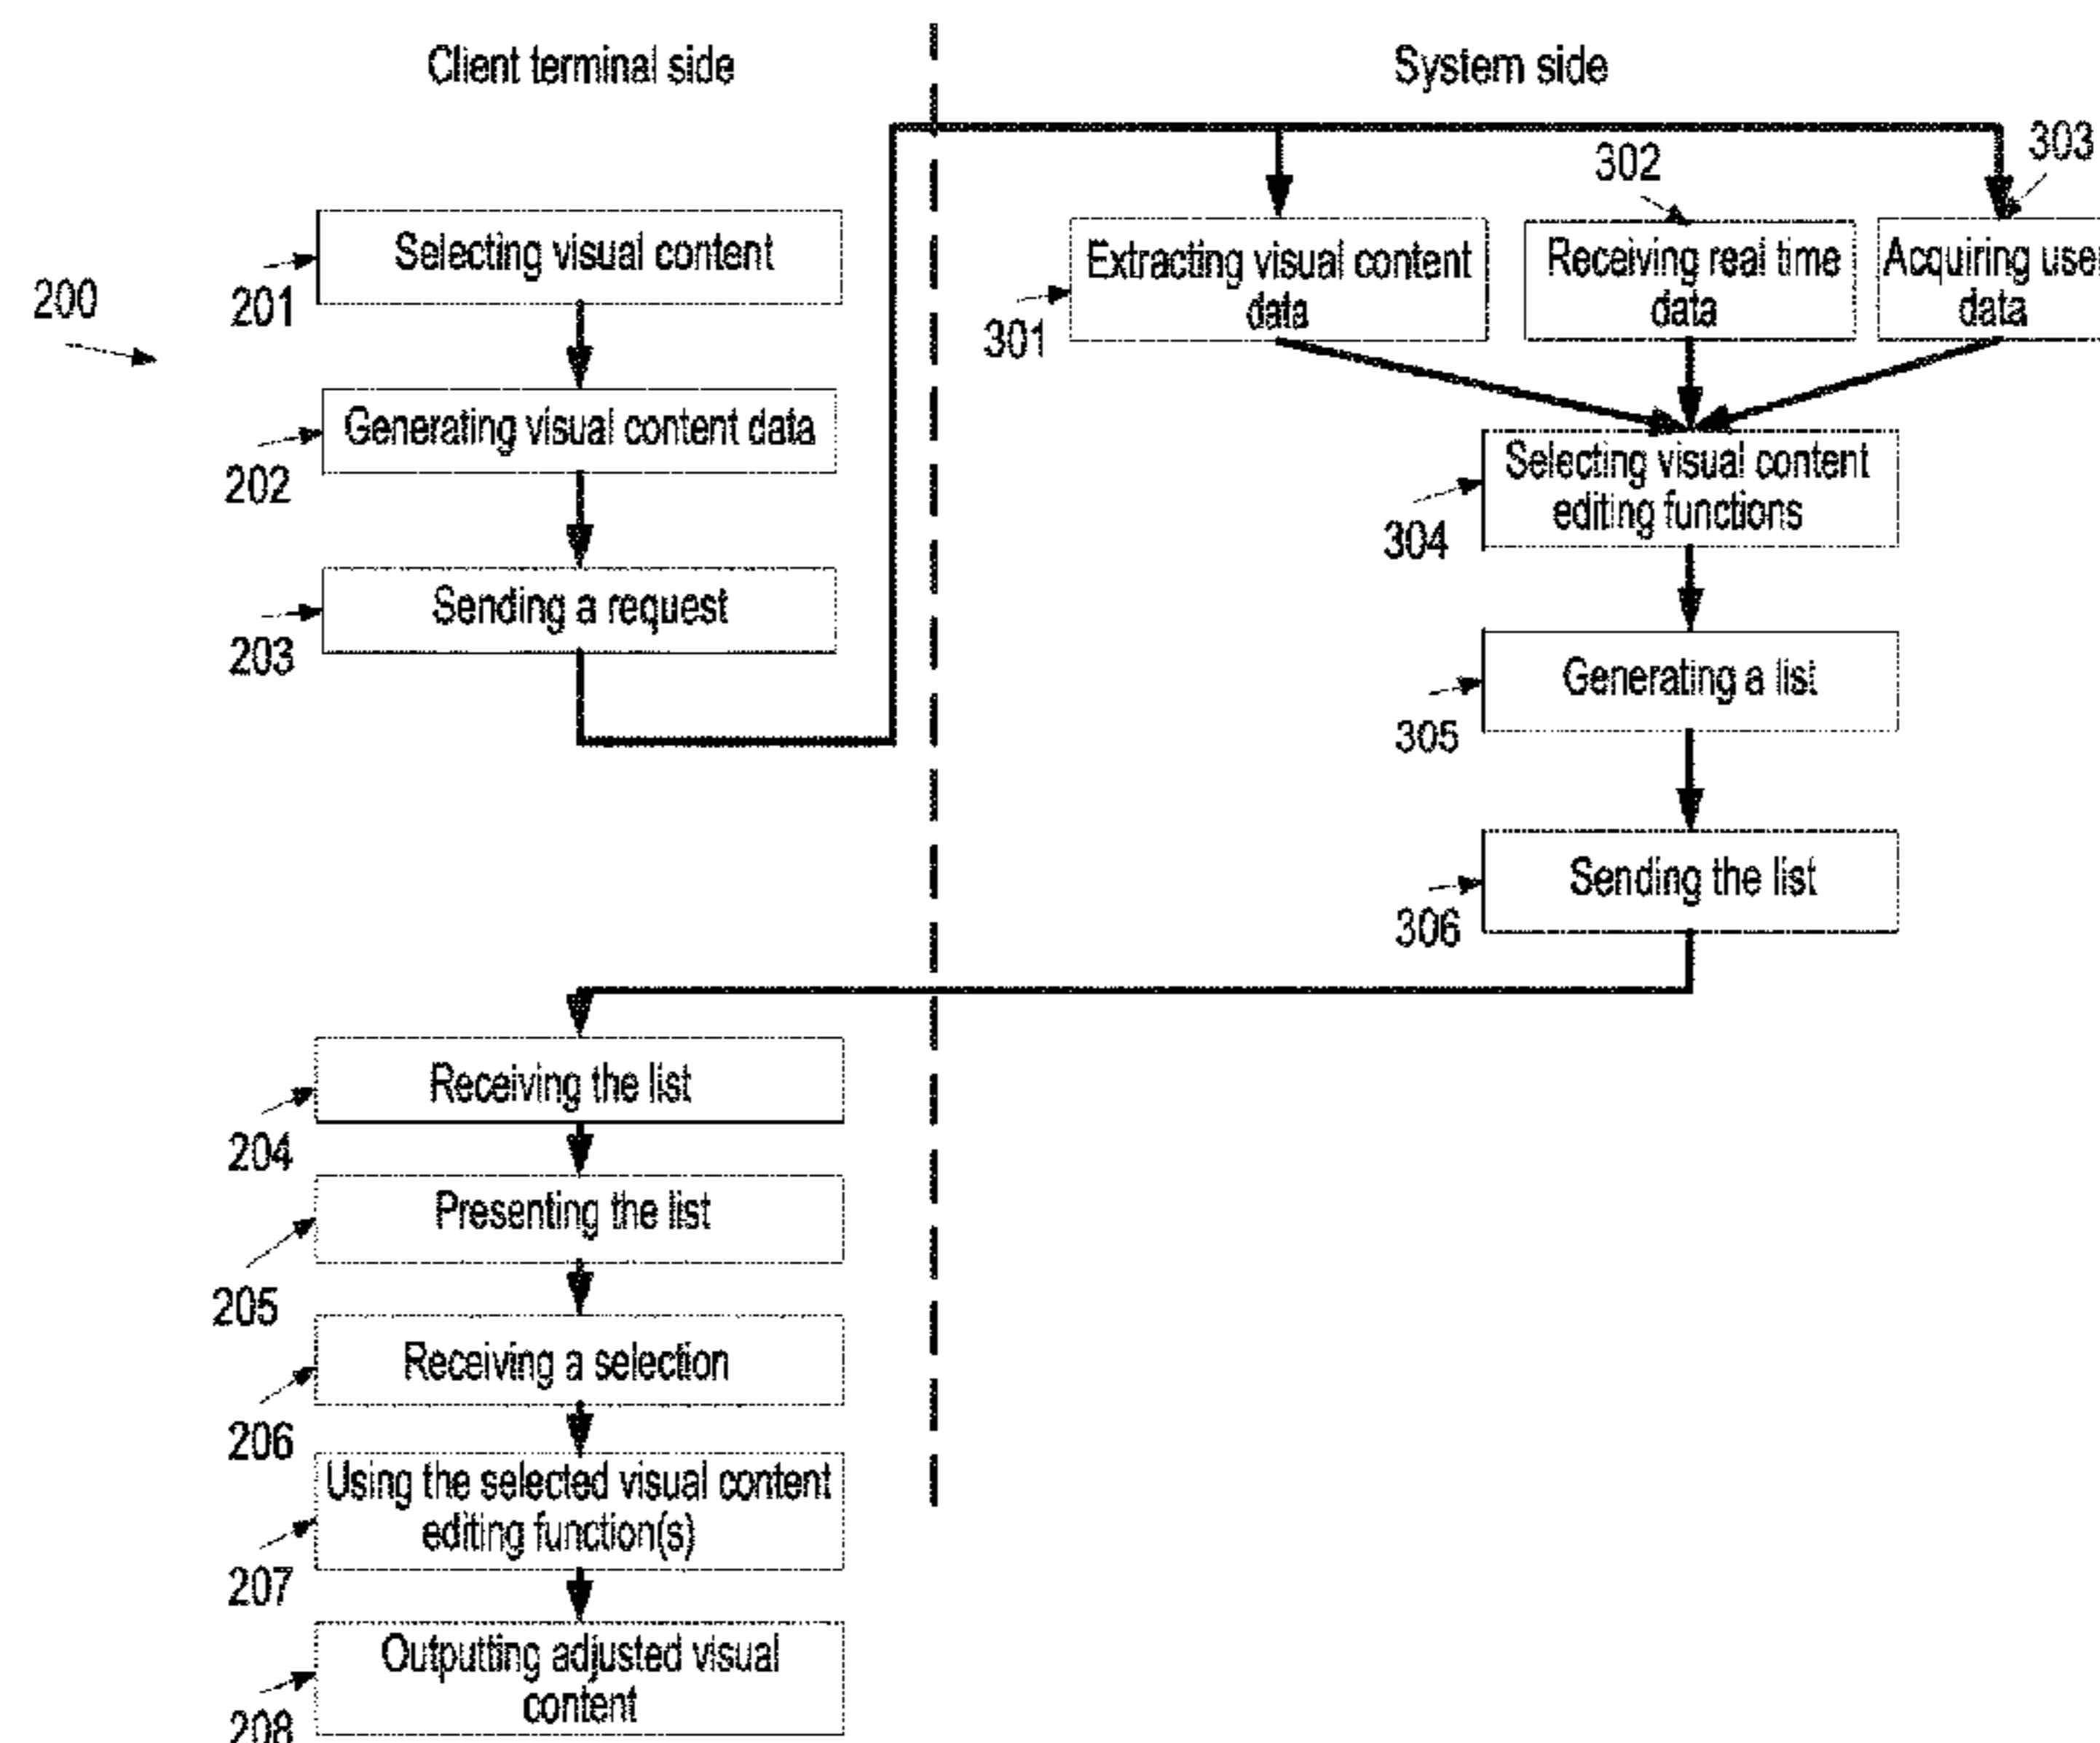 Client terminal side
System side
200
201
Selecting visual content
202
Generating visual content data
203
Sending a request
301
Extracting visual content
data
302
Receiving real time
data
303
Acquiring user
data
304
Selecting visual content
editing functions
305
Generating a list
306
Sending the list
204
Receiving the list
205
Presenting the list
206
Receiving a selection
207
Using the selected visual content
editing function(s)
208
Outputting adjusted visual
content